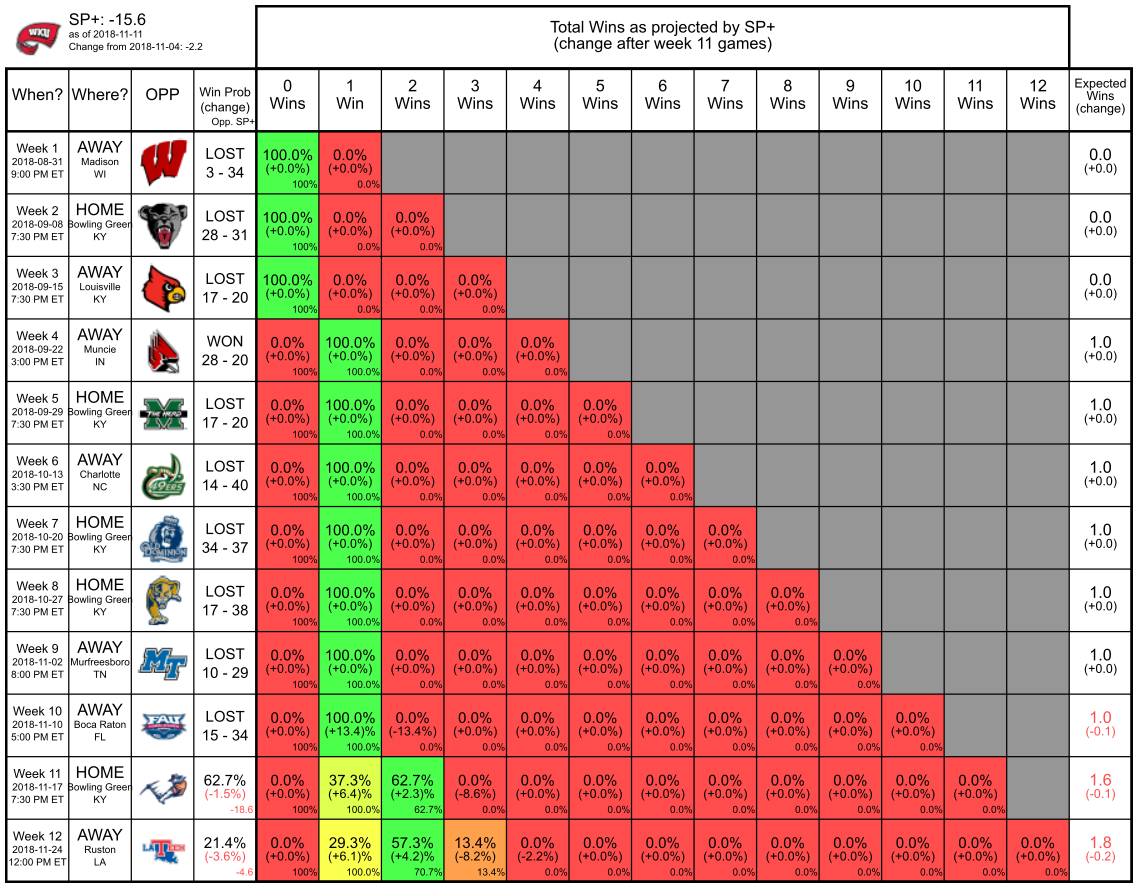 WKU
SP+: -15.6
as of 2018-11-11
Change from 2018-11-04: -2.2
Total Wins as projected by SP+
(change after week 11 games)
When? Where? OPP Win Prob 0 1 2 3 4 5 6 7 8 9 10 11 12 Expected
(change) Wins Win Wins Wins Wins Wins Wins Wins Wins Wins Wins Wins Wins Wins
Opp. SP+ (change)
Week 1 AWAY W LOST 100.0% 0.0% 0.0
2018-08-31 Madison 3 - 34 (+0.0%) (+0.0%) (+0.0)
9:00 PM ET WI 100% 0.0%
Week 2 HOME LOST 100.0% 0.0% 0.0% 0.0
2018-09-08 Bowling Green 28 - 31 (+0.0%) (+0.0%) (+0.0%) (+0.0)
7:30 PM ET KY 100% 0.0% 0.0%
Week 3 AWAY LOST 100.0% 0.0% 0.0% 0.0% 0.0
2018-09-15 Louisville 17 - 20 (+0.0%) (+0.0%) (+0.0%) (+0.0%) (+0.0)
7:30 PM ET KY 100% 0.0% 0.0% 0.0%
Week 4 AWAY WON 0.0% 100.0% 0.0% 0.0% 0.0% 1.0
2018-09-22 Muncie 28 - 20 (+0.0%) (+0.0)% (+0.0%) (+0.0%) (+0.0%) (+0.0)
3:00 PM ET IN 100% 100.0% 0.0% 0.0% 0.0%
Week 5 HOME M THE HERD LOST 0.0% 100.0% 0.0% 0.0% 0.0% 0.0% 1.0
2018-09-29 Bowling Green 17 - 20 (+0.0%) (+0.0)% (+0.0%) (+0.0%) (+0.0%) (+0.0%) (+0.0)
7:30 PM ET KY 100% 100.0% 0.0% 0.0% 0.0% 0.0%
Week 6 AWAY 49ERS LOST 0.0% 100.0% 0.0% 0.0% 0.0% 0.0% 0.0% 1.0
2018-10-13 Charlotte 14 - 40 (+0.0%) (+0.0)% (+0.0%) (+0.0%) (+0.0%) (+0.0%) (+0.0%) (+0.0)
3:30 PM ET NC 100% 100.0% 0.0% 0.0% 0.0% 0.0% 0.0%
Week 7 HOME OLD DOMINION LOST 0.0% 100.0% 0.0% 0.0% 0.0% 0.0% 0.0% 0.0% 1.0
2018-10-20 Bowling Green 34 - 37 (+0.0%) (+0.0)% (+0.0%) (+0.0%) (+0.0%) (+0.0%) (+0.0%) (+0.0%) (+0.0)
7:30 PM ET KY 100% 100.0% 0.0% 0.0% 0.0% 0.0% 0.0% 0.0%
Week 8 HOME LOST 0.0% 100.0% 0.0% 0.0% 0.0% 0.0% 0.0% 0.0% 0.0% 1.0
2018-10-27 Bowling Green 17 - 38 (+0.0%) (+0.0)% (+0.0%) (+0.0%) (+0.0%) (+0.0%) (+0.0%) (+0.0%) (+0.0%) (+0.0)
7:30 PM ET KY 100% 100.0% 0.0% 0.0% 0.0% 0.0% 0.0% 0.0% 0.0%
Week 9 AWAY MT LOST 0.0% 100.0% 0.0% 0.0% 0.0% 0.0% 0.0% 0.0% 0.0% 0.0% 1.0
2018-11-02 Murfreesboro 10 - 29 (+0.0%) (+0.0)% (+0.0%) (+0.0%) (+0.0%) (+0.0%) (+0.0%) (+0.0%) (+0.0%) (+0.0%) (+0.0)
8:00 PM ET TN 100% 100.0% 0.0% 0.0% 0.0% 0.0% 0.0% 0.0% 0.0% 0.0%
Week 10 AWAY FAU LOST 0.0% 100.0% 0.0% 0.0% 0.0% 0.0% 0.0% 0.0% 0.0% 0.0% 0.0% 1.0
2018-11-10 Boca Raton 15 - 34 (+0.0%) (+13.4)% (-13.4%) (+0.0%) (+0.0%) (+0.0%) (+0.0%) (+0.0%) (+0.0%) (+0.0%) (+0.0%) (-0.1)
5:00 PM ET FL 100% 100.0% 0.0% 0.0% 0.0% 0.0% 0.0% 0.0% 0.0% 0.0% 0.0%
Week 11 HOME 62.7% 0.0% 37.3% 62.7% 0.0% 0.0% 0.0% 0.0% 0.0% 0.0% 0.0% 0.0% 0.0% 1.6
2018-11-17 Bowling Green (-1.5%) (+0.0%) (+6.4)% (+2.3)% (-8.6%) (+0.0%) (+0.0%) (+0.0%) (+0.0%) (+0.0%) (+0.0%) (+0.0%) (+0.0%) (-0.1)
7:30 PM ET KY -18.6 100% 100.0% 62.7% 0.0% 0.0% 0.0% 0.0% 0.0% 0.0% 0.0% 0.0% 0.0%
Week 12 AWAY LA TECH 21.4% 0.0% 29.3% 57.3% 13.4% 0.0% 0.0% 0.0% 0.0% 0.0% 0.0% 0.0% 0.0% 0.0% 1.8
2018-11-24 Ruston (-3.6%) (+0.0%) (+6.1)% (+4.2)% (-8.2%) (-2.2%) (+0.0%) (+0.0%) (+0.0%) (+0.0%) (+0.0%) (+0.0%) (+0.0%) (+0.0%) (-0.2)
12:00 PM ET LA -4.6 100% 100.0% 70.7% 13.4% 0.0% 0.0% 0.0% 0.0% 0.0% 0.0% 0.0% 0.0% 0.0%